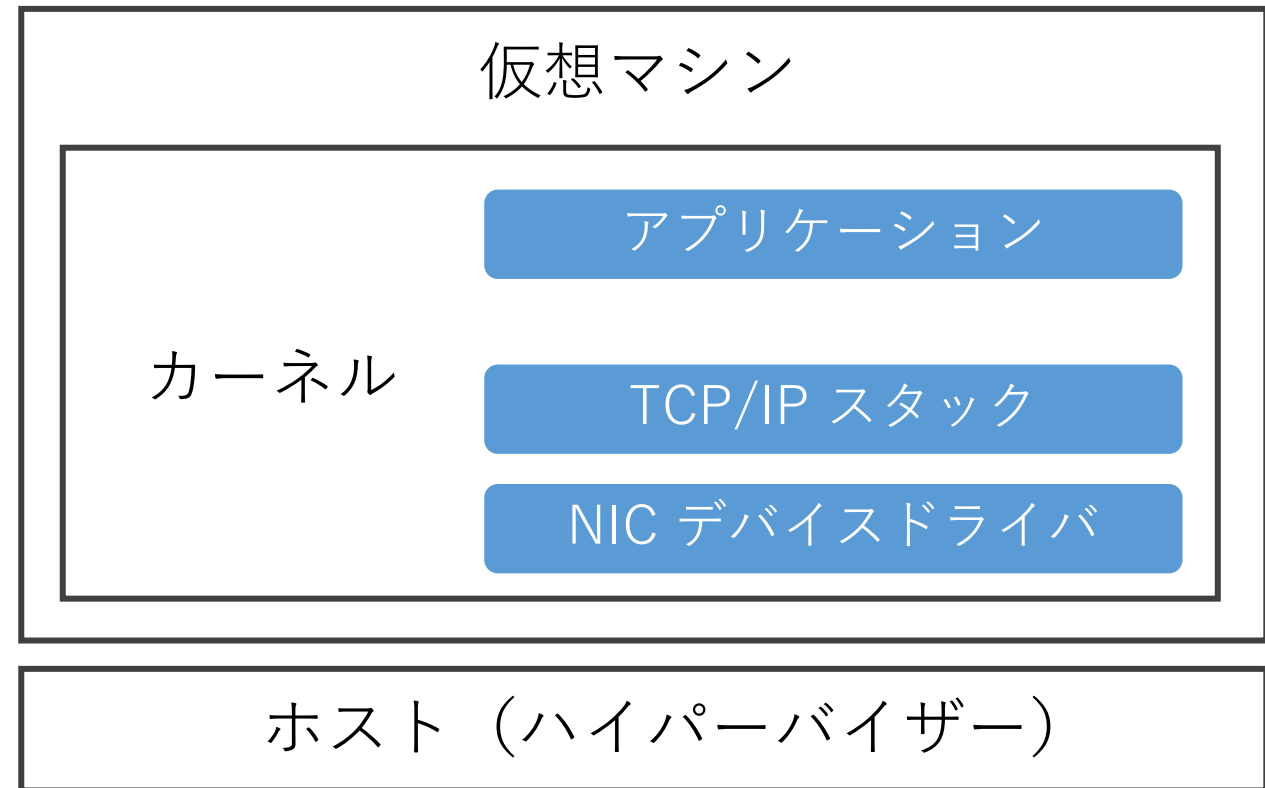 仮想マシン
アプリケーション
カーネル
TCP/IP スタック
NIC デバイスドライバ
ホスト（ハイパーバイザー）